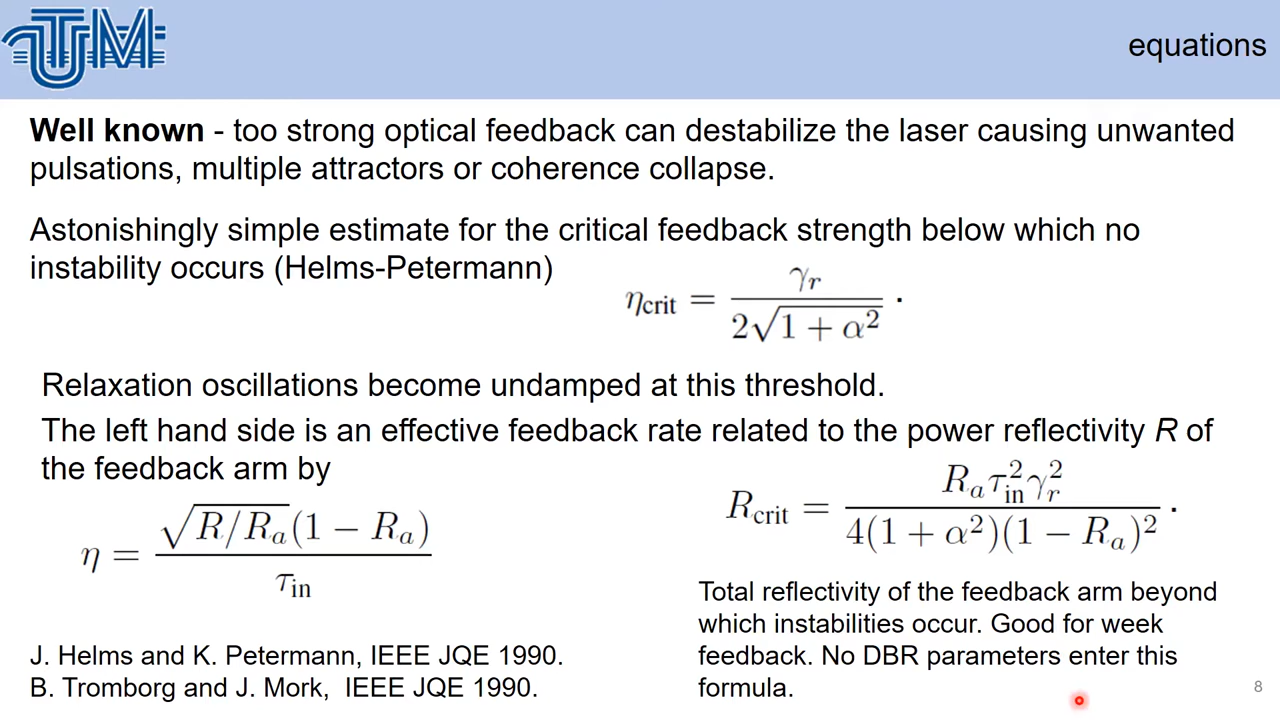 UTM
equations
Well known - too strong optical feedback can destabilize the laser causing unwanted
pulsations, multiple attractors or coherence collapse.
Astonishingly simple estimate for the critical feedback strength below which no
instability occurs (Helms-Petermann)
η_crit = γ_r / (2√(1 + α²)) .
Relaxation oscillations become undamped at this threshold.
The left hand side is an effective feedback rate related to the power reflectivity R of
the feedback arm by
η = √(R/R_a)(1 − R_a) / τ_in
R_crit = R_a τ_in² γ_r² / (4(1 + α²)(1 − R_a)²) .
Total reflectivity of the feedback arm beyond
which instabilities occur. Good for week
feedback. No DBR parameters enter this
formula.
J. Helms and K. Petermann, IEEE JQE 1990.
B. Tromborg and J. Mork, IEEE JQE 1990.
8